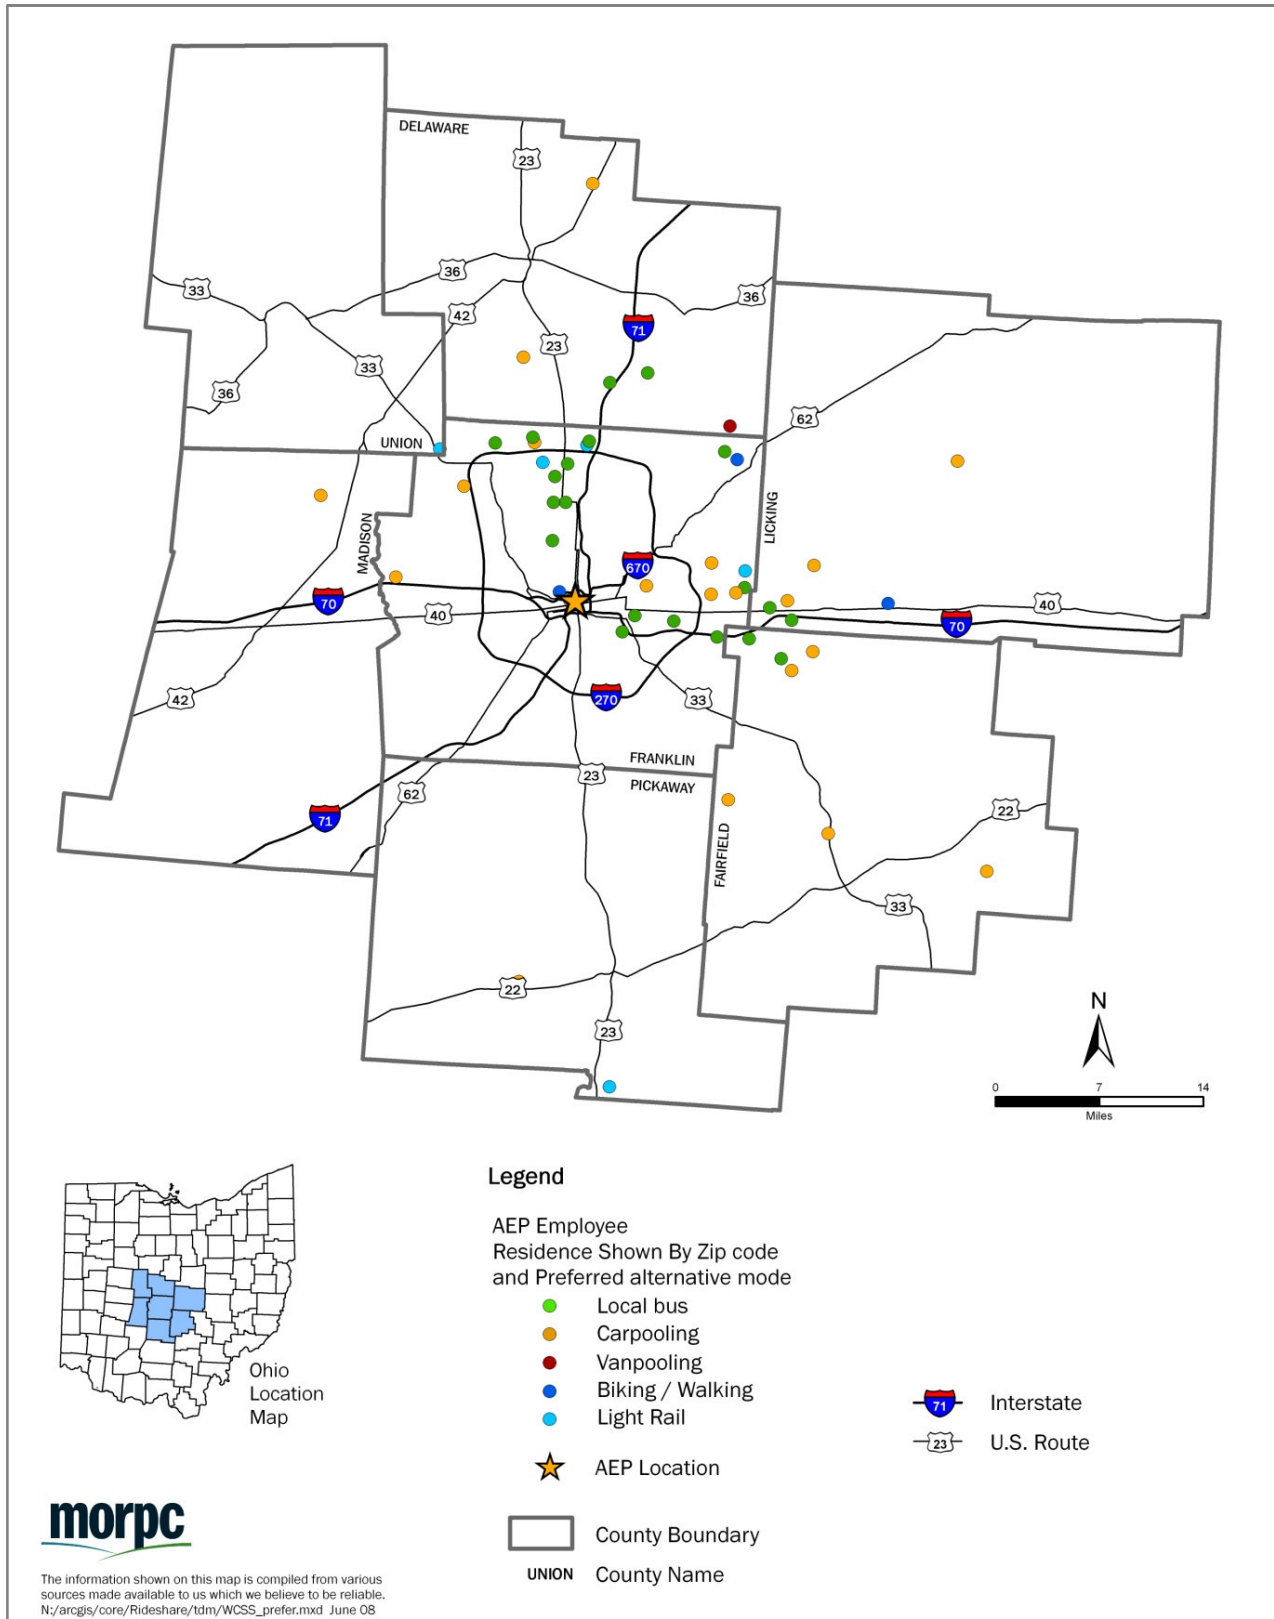 DELAWARE
23
36
33
42
36
71
23
33
36
62
UNION
LICKING
MADISON
670
70
40
40
70
42
270
33
FRANKLIN
23
PICKAWAY
62
71
22
FAIRFIELD
33
22
23
N
0 7 14
Miles
Legend
AEP Employee
Residence Shown By Zip code
and Preferred alternative mode
Local bus
Carpooling
Vanpooling
Biking / Walking
Light Rail
AEP Location
County Boundary
UNION County Name
71 Interstate
23 U.S. Route
Ohio
Location
Map
morpc
The information shown on this map is compiled from various
sources made available to us which we believe to be reliable.
N:/arcgis/core/Rideshare/tdm/WCSS_prefer.mxd June 08